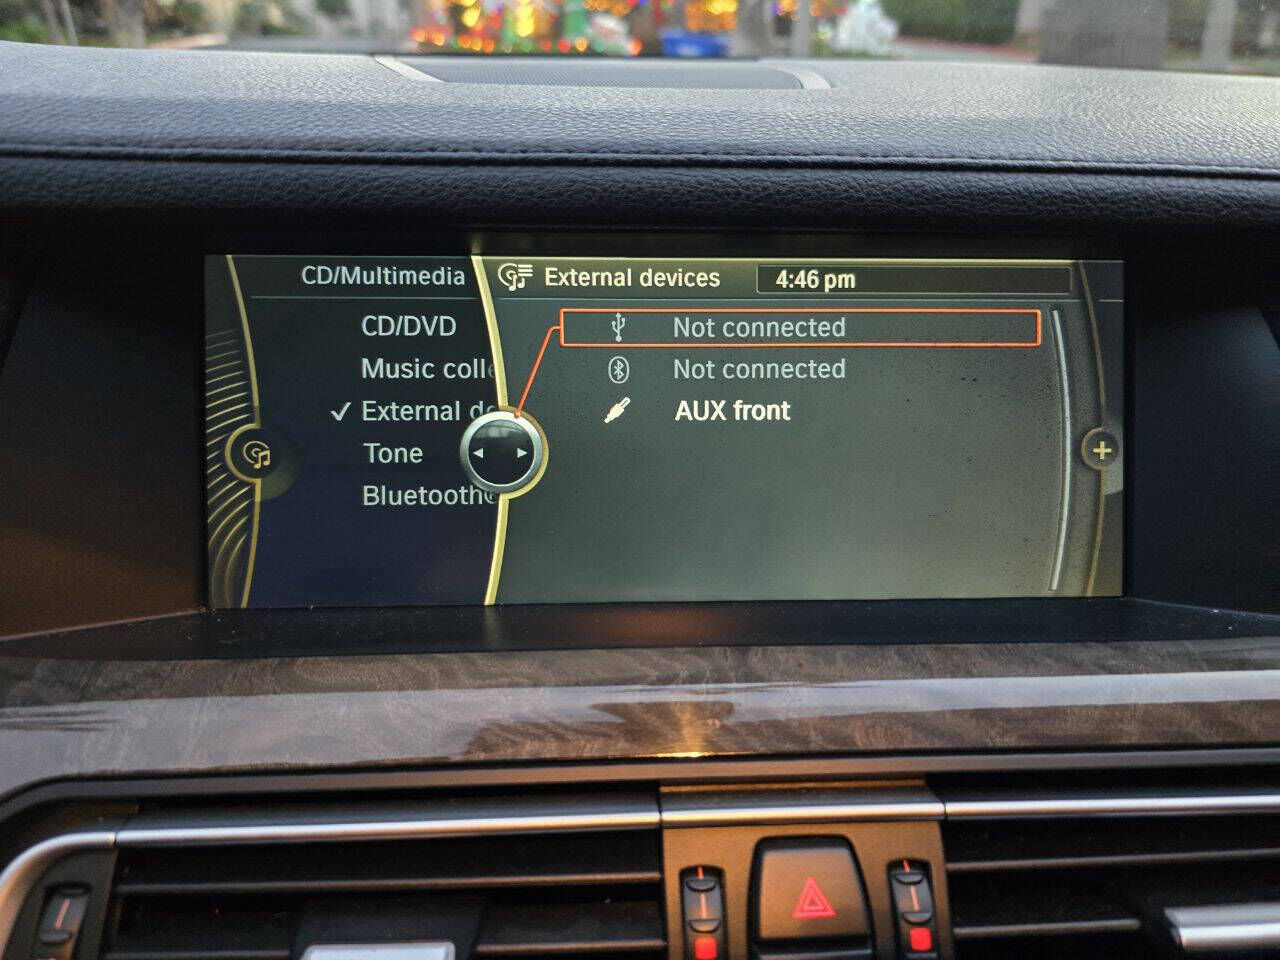 CD/Multimedia
External devices
4:46 pm
CD/DVD
Music coll
External de
Tone
Bluetooth
Not connected
Not connected
AUX front